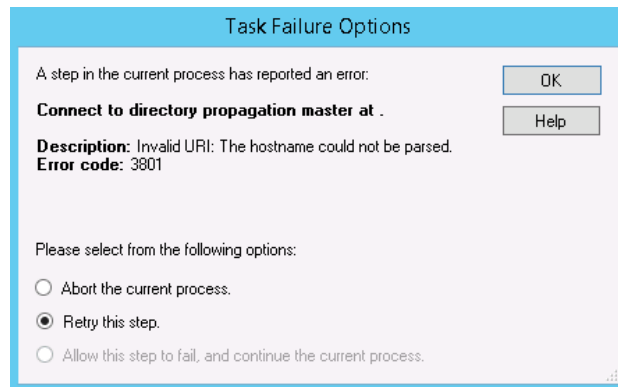 Task Failure Options
A step in the current process has reported an error:
OK
Connect to directory propagation master at .
Help
Description: Invalid URI: The hostname could not be parsed.
Error code: 3801
Please select from the following options:
Abort the current process.
Retry this step.
Allow this step to fail, and continue the current process.